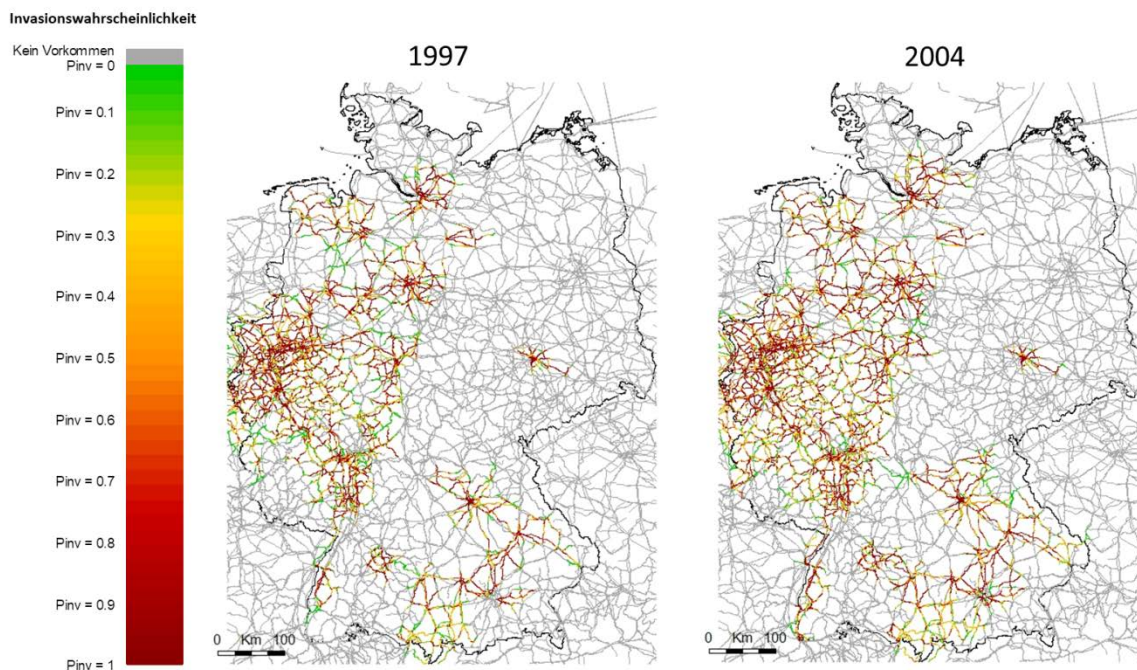 Invasionswahrscheinlichkeit
Kein Vorkommen
Pinv = 0
Pinv = 0.1
Pinv = 0.2
Pinv = 0.3
Pinv = 0.4
Pinv = 0.5
Pinv = 0.6
Pinv = 0.7
Pinv = 0.8
Pinv = 0.9
Pinv = 1
1997
0 Km 100
2004
0 Km 100